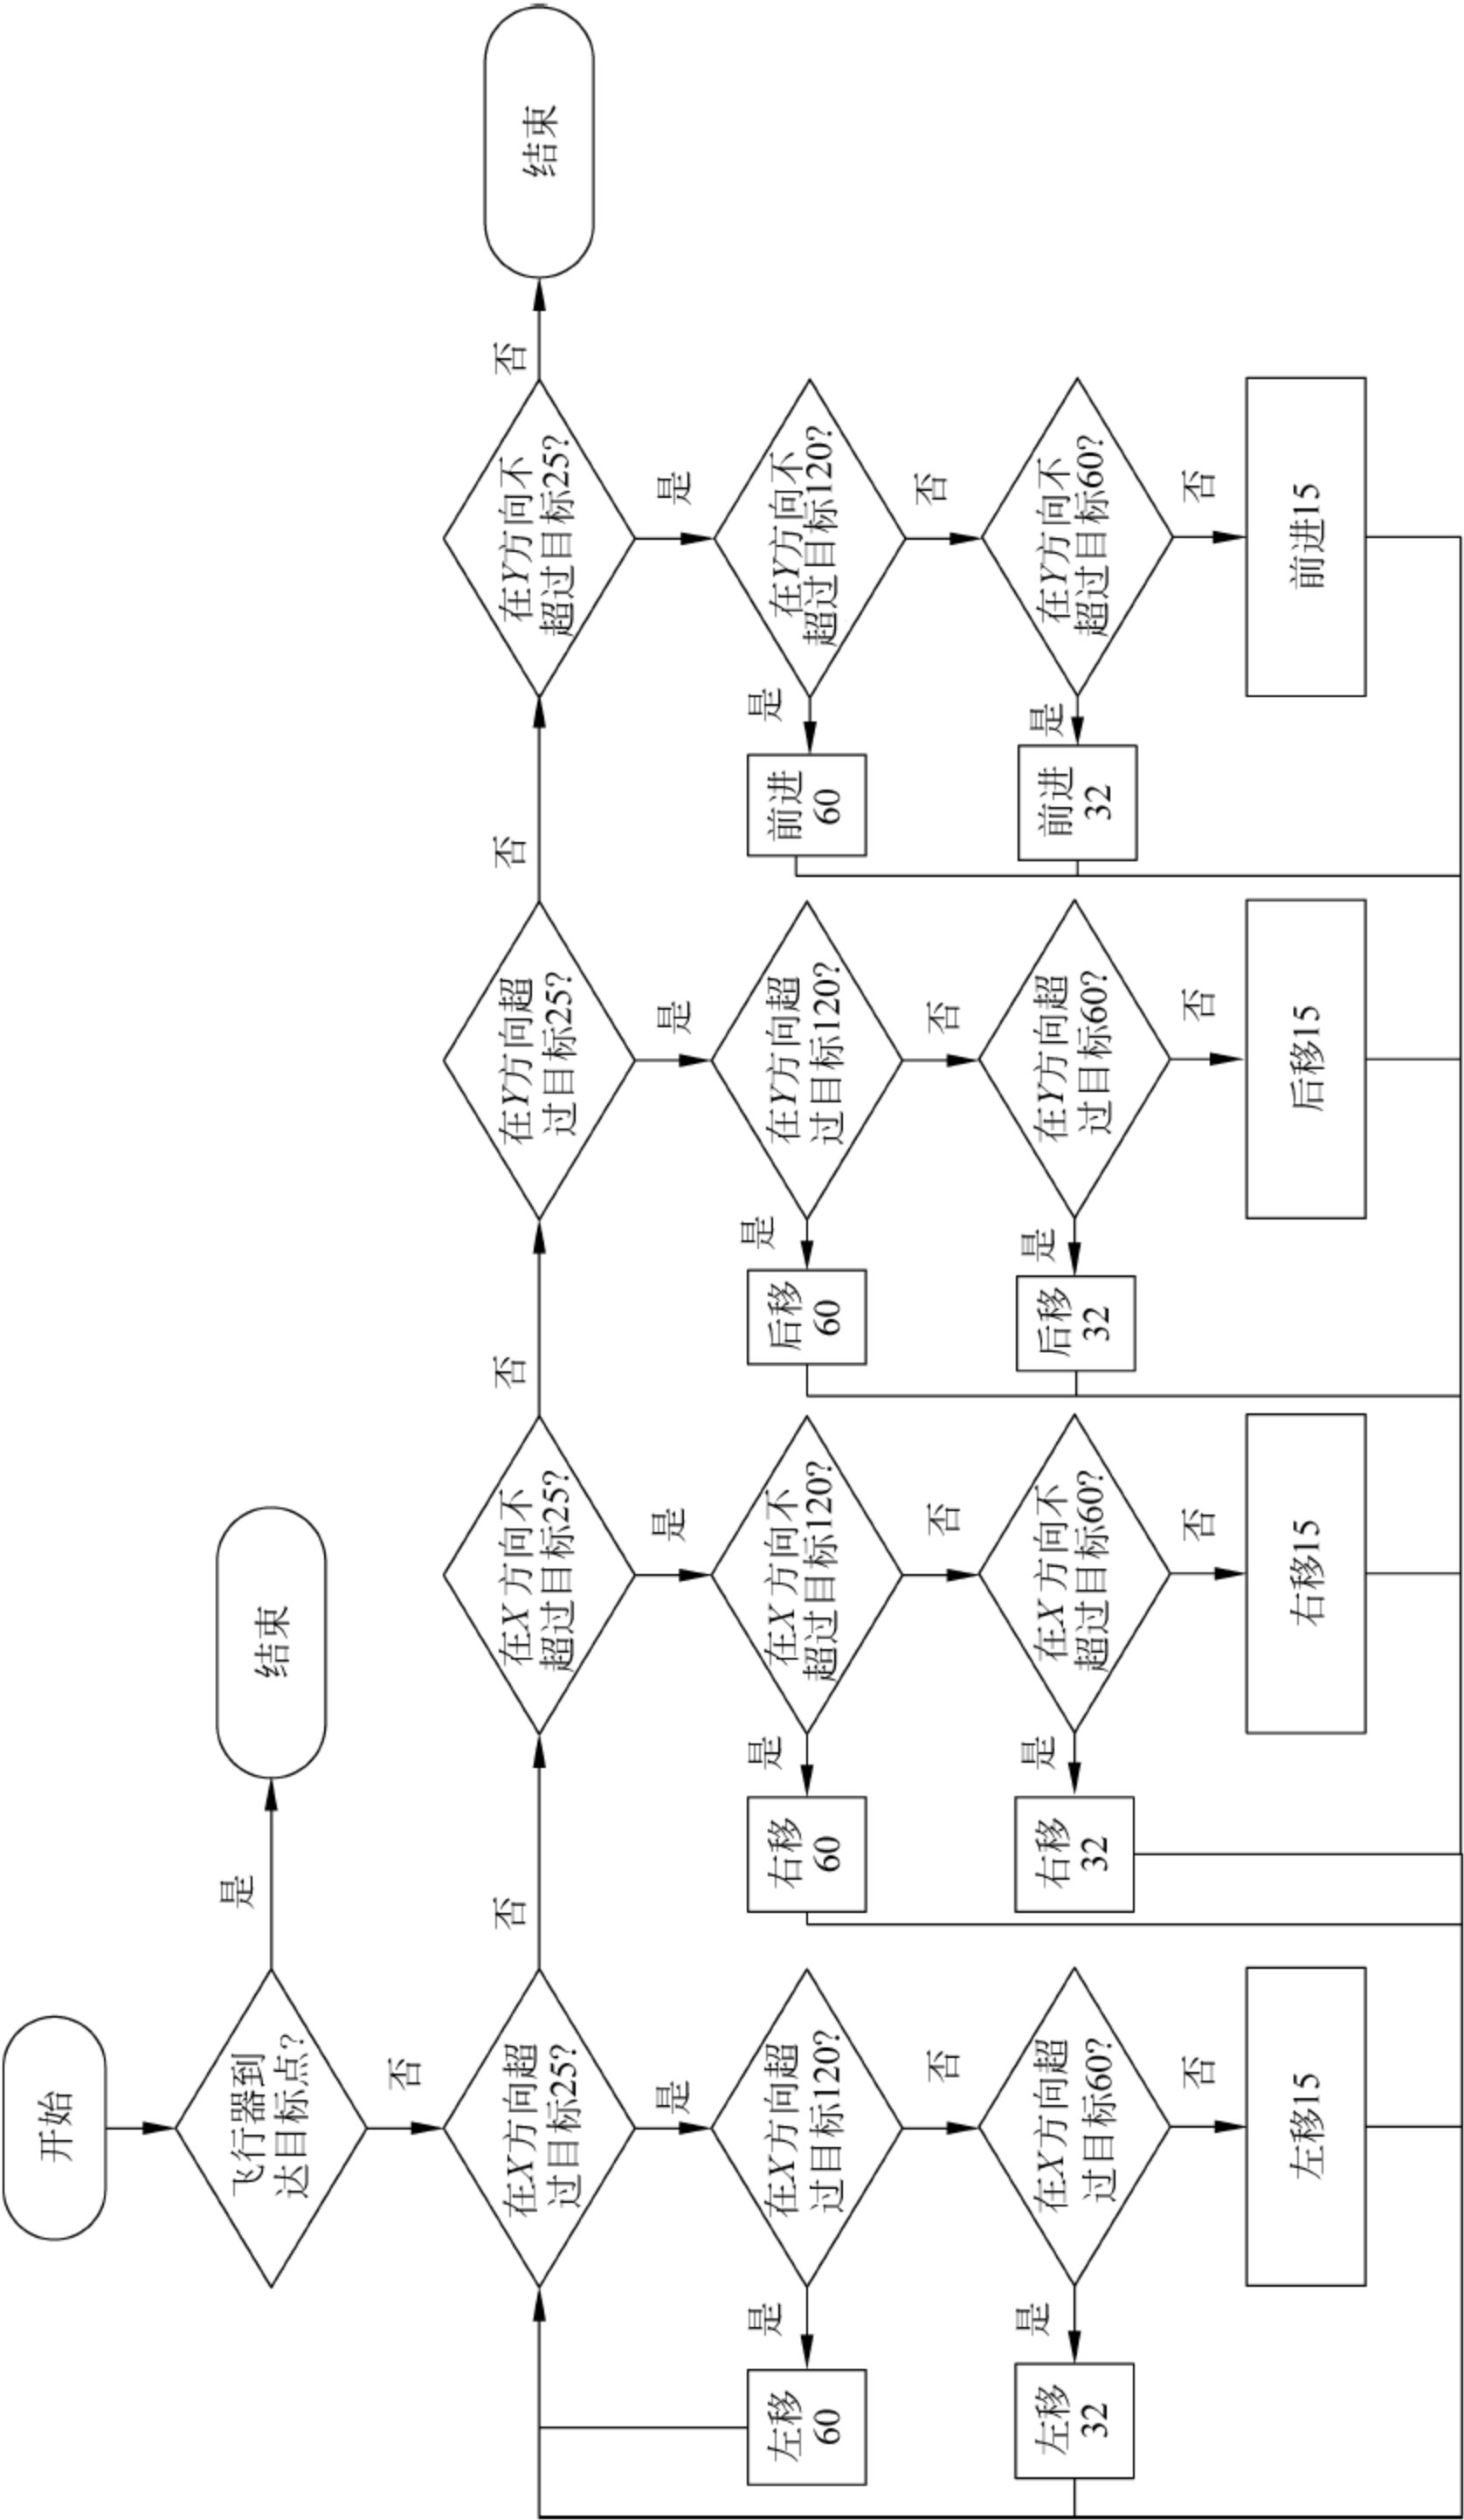 开始
飞行器到
达目标点?
是
结束
否
在X方向超
过目标25?
否
在X方向不
超过目标25?
否
在Y方向超
过目标25?
否
在Y方向不
超过目标25?
否
结束
是
是
是
是
左移
60
是
在X方向超
过目标120?
右移
60
是
在X方向不
超过目标120?
后移
60
是
在Y方向超
过目标120?
前进
60
是
在Y方向不
超过目标120?
否
否
否
否
左移
32
是
在X方向超
过目标60?
右移
32
是
在X方向不
超过目标60?
后移
32
是
在Y方向超
过目标60?
前进
32
是
在Y方向不
超过目标60?
否
否
否
否
左移15
右移15
后移15
前进15